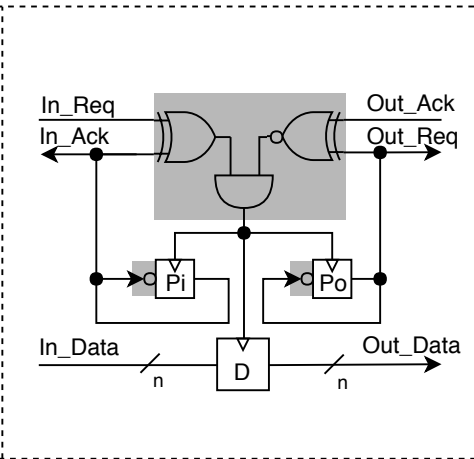 In_Req
Out_Ack
In_Ack
Out_Req
Pi
Po
In_Data
Out_Data
n
D
n